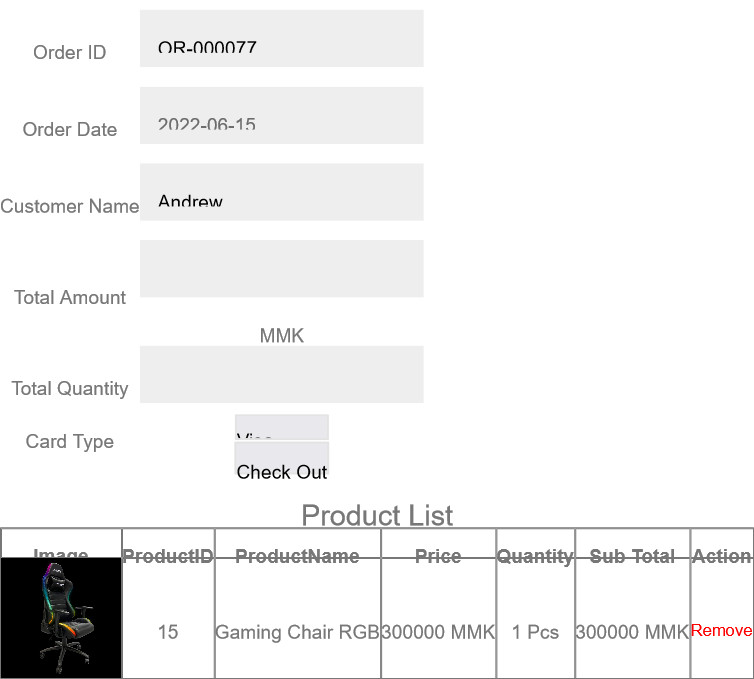 Order ID OR-000077
Order Date 2022-06-15
Customer Name Andrew
Total Amount
MMK
Total Quantity
Card Type Visa
Check Out
Product List
Image ProductID ProductName Price Quantity Sub Total Action
15 Gaming Chair RGB 300000 MMK 1 Pcs 300000 MMK Remove